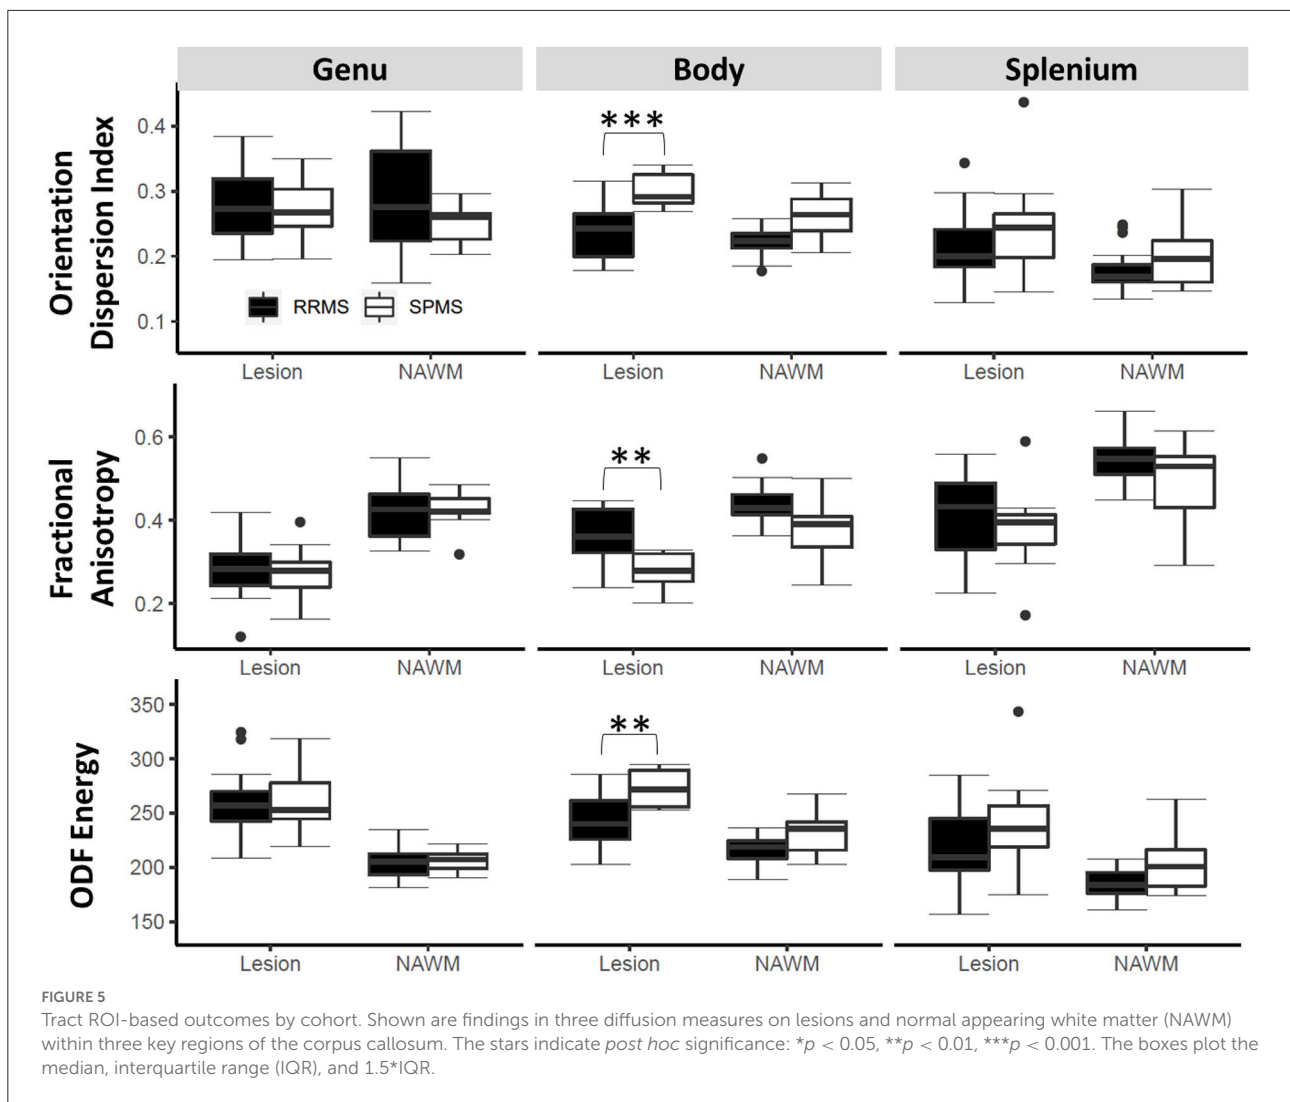 Genu Body Splenium
Orientation
Dispersion Index
0.4
0.3
0.2
0.1
***
RRMS SPMS
Lesion NAWM Lesion NAWM Lesion NAWM
Fractional
Anisotropy
0.6
0.4
0.2
**
Lesion NAWM Lesion NAWM Lesion NAWM
ODF Energy
350
300
250
200
150
**
Lesion NAWM Lesion NAWM Lesion NAWM
FIGURE 5
Tract ROI-based outcomes by cohort. Shown are findings in three diffusion measures on lesions and normal appearing white matter (NAWM)
within three key regions of the corpus callosum. The stars indicate post hoc significance: *p < 0.05, **p < 0.01, ***p < 0.001. The boxes plot the
median, interquartile range (IQR), and 1.5*IQR.